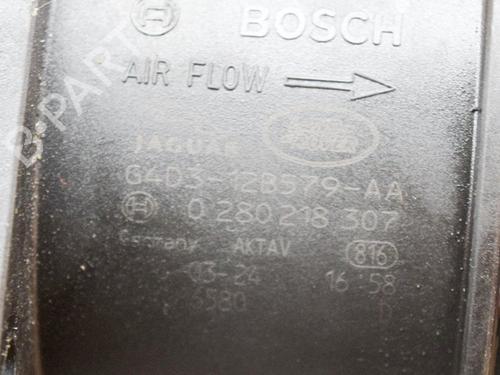 BOSCH
AIR FLOW
JAGUAR LAND ROVER
G4D3-12B579-AA
0 280 218 307
Germany AKTAV 816
03-24 16 58
6580 D
B-PARTS